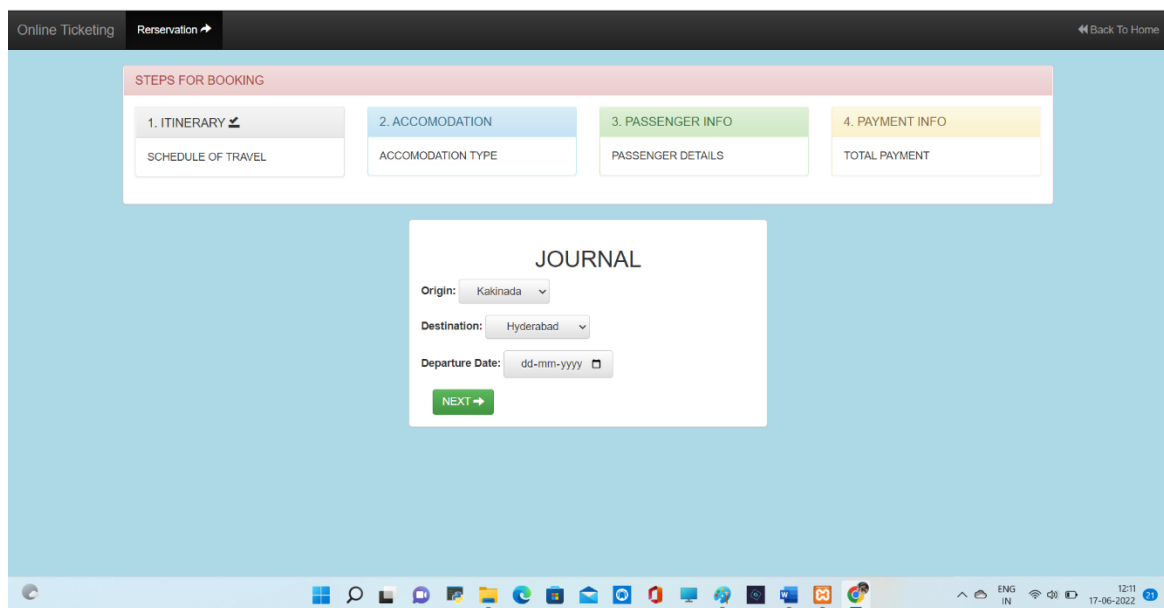 Online Ticketing Rerservation Back To Home
STEPS FOR BOOKING
1. ITINERARY
SCHEDULE OF TRAVEL
2. ACCOMODATION
ACCOMODATION TYPE
3. PASSENGER INFO
PASSENGER DETAILS
4. PAYMENT INFO
TOTAL PAYMENT
JOURNAL
Origin: Kakinada
Destination: Hyderabad
Departure Date: dd-mm-yyyy
NEXT
ENG
IN
12:11
17-06-2022
21